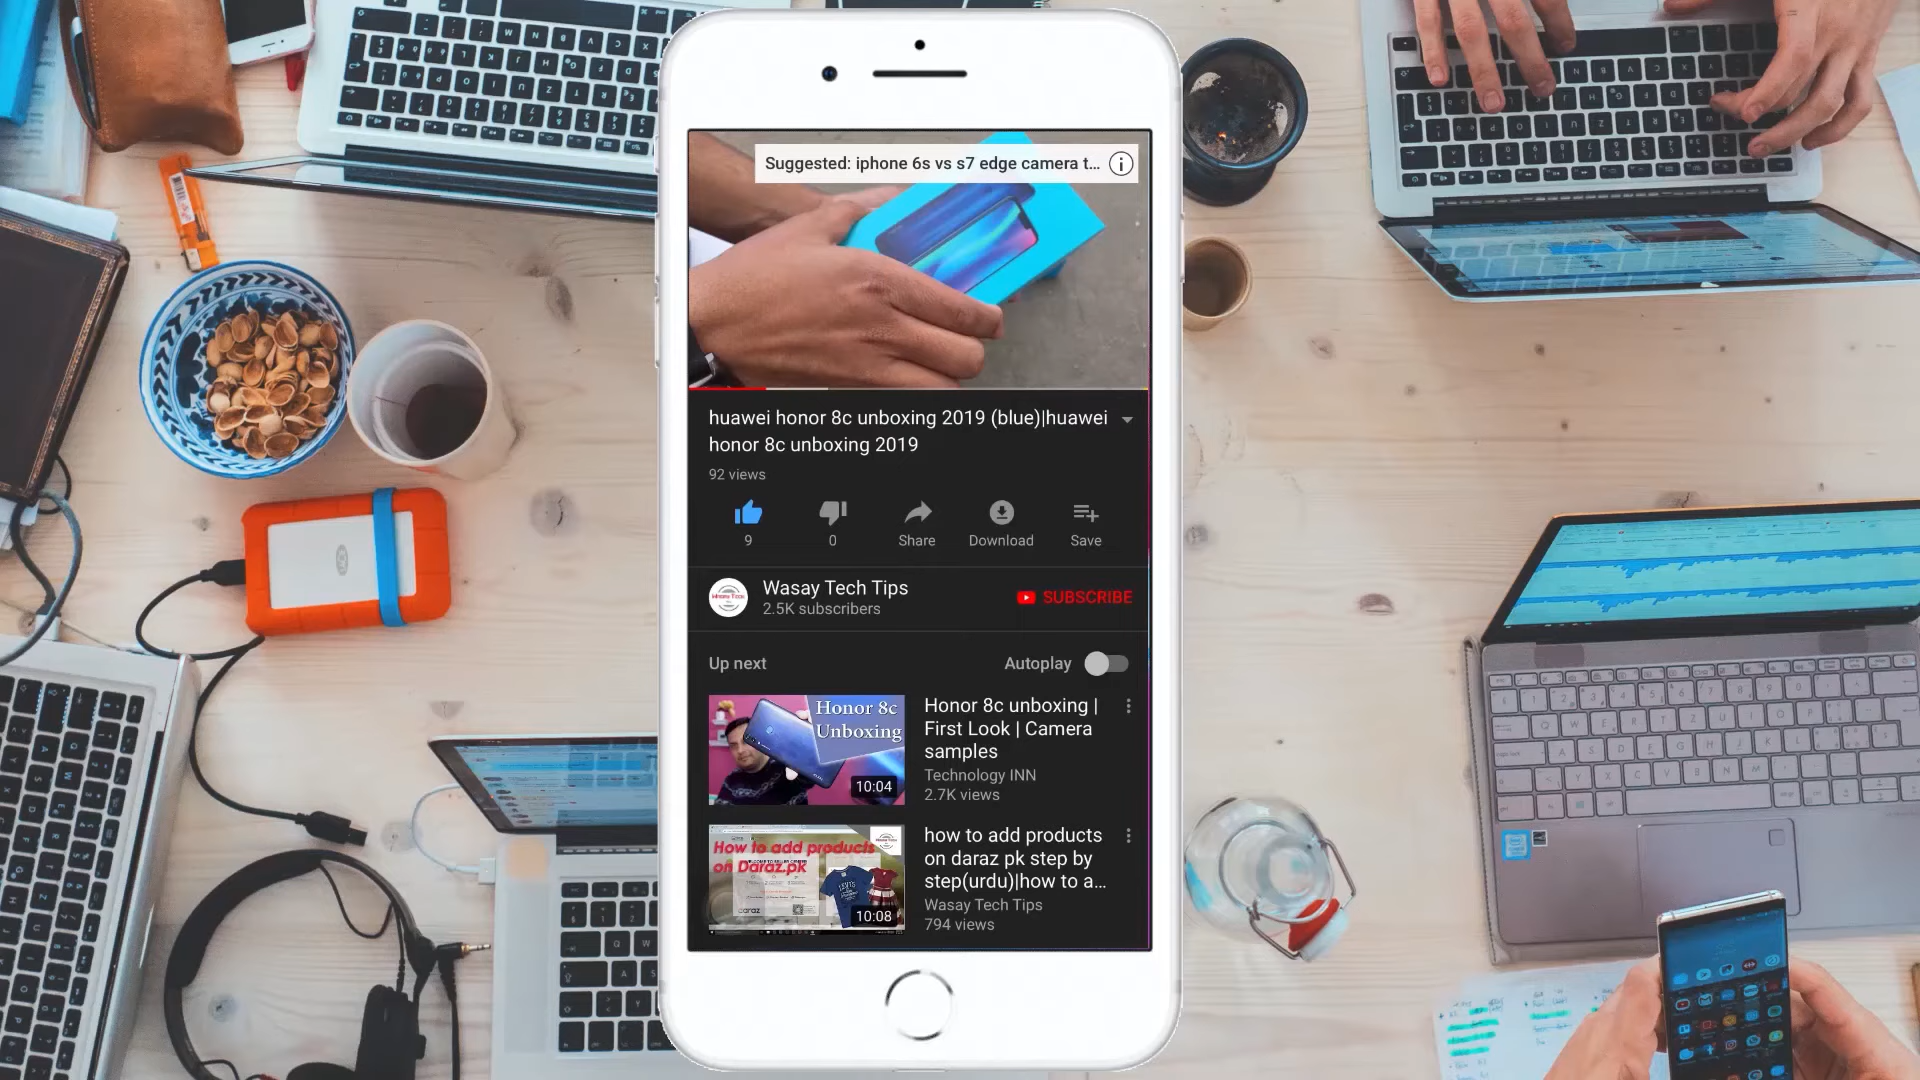 Suggested: iphone 6s vs s7 edge camera t...
huawei honor 8c unboxing 2019 (blue)|huawei
honor 8c unboxing 2019
92 views
9
0
Share
Download
Save
Wasay Tech Tips
2.5K subscribers
SUBSCRIBE
Up next
Autoplay
Honor 8c
Unboxing
10:04
Honor 8c unboxing |
First Look | Camera
samples
Technology INN
2.7K views
How to add products
on Daraz.pk
10:08
how to add products
on daraz pk step by
step(urdu)|how to a...
Wasay Tech Tips
794 views